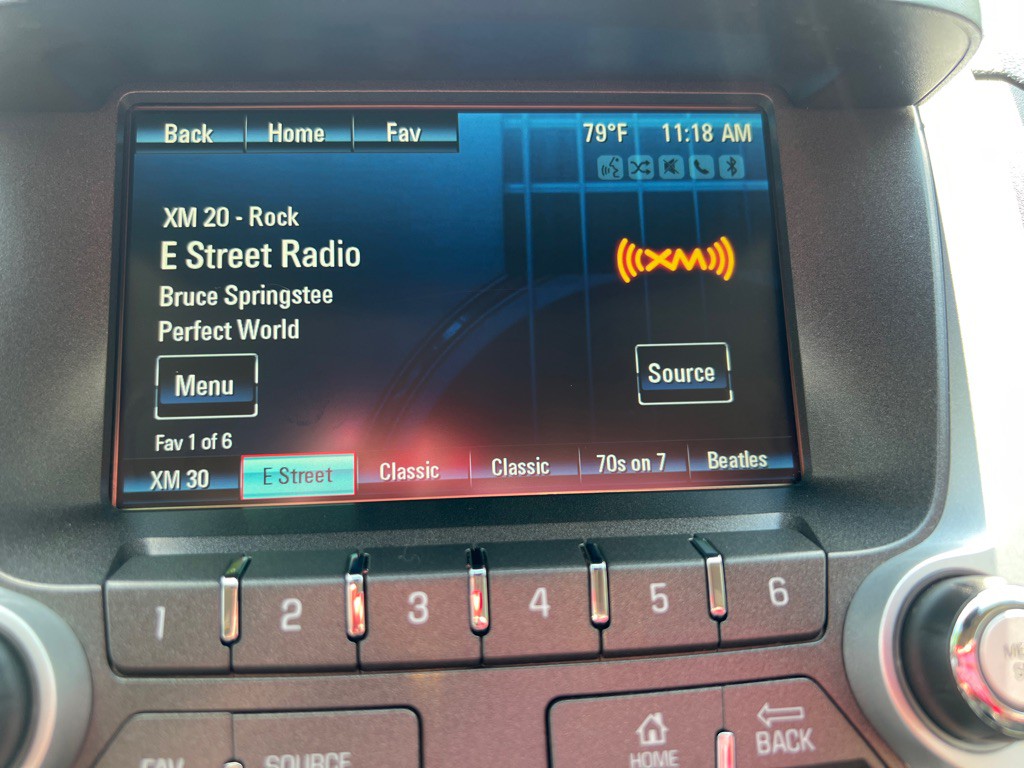 Back Home Fav 79°F 11:18 AM
XM 20 - Rock
E Street Radio
XM
Bruce Springstee
Perfect World
Menu
Source
Fav 1 of 6
XM 30 E Street Classic Classic 70s on 7 Beatles
1 2 3 4 5 6
FAV SOURCE HOME BACK